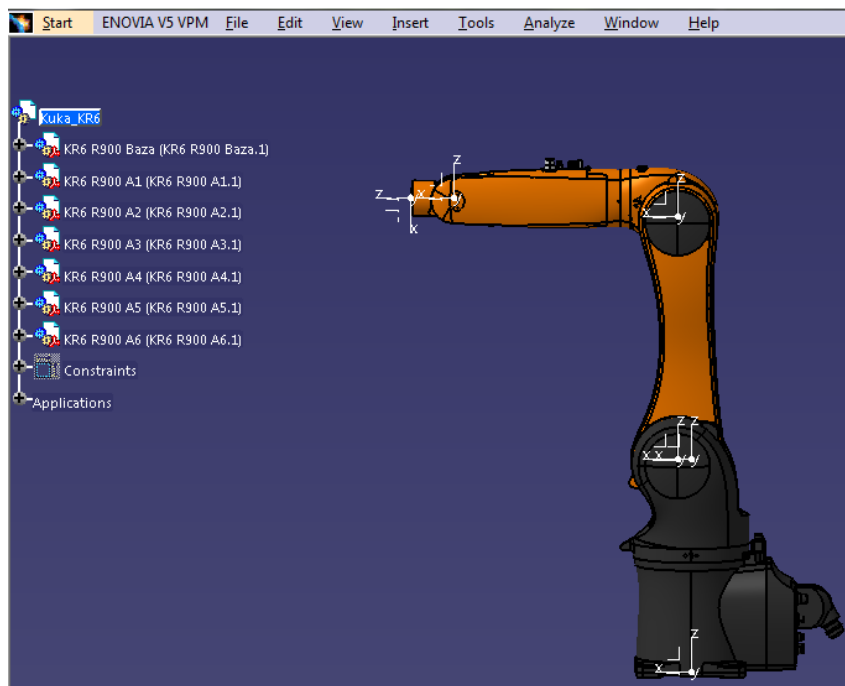 Start ENOVIA V5 VPM File Edit View Insert Tools Analyze Window Help
Kuka_KR6
KR6 R900 Baza (KR6 R900 Baza.1)
KR6 R900 A1 (KR6 R900 A1.1)
KR6 R900 A2 (KR6 R900 A2.1)
KR6 R900 A3 (KR6 R900 A3.1)
KR6 R900 A4 (KR6 R900 A4.1)
KR6 R900 A5 (KR6 R900 A5.1)
KR6 R900 A6 (KR6 R900 A6.1)
Constraints
Applications
z
z x y
x
z
x y
z z
x x y y
z
x y